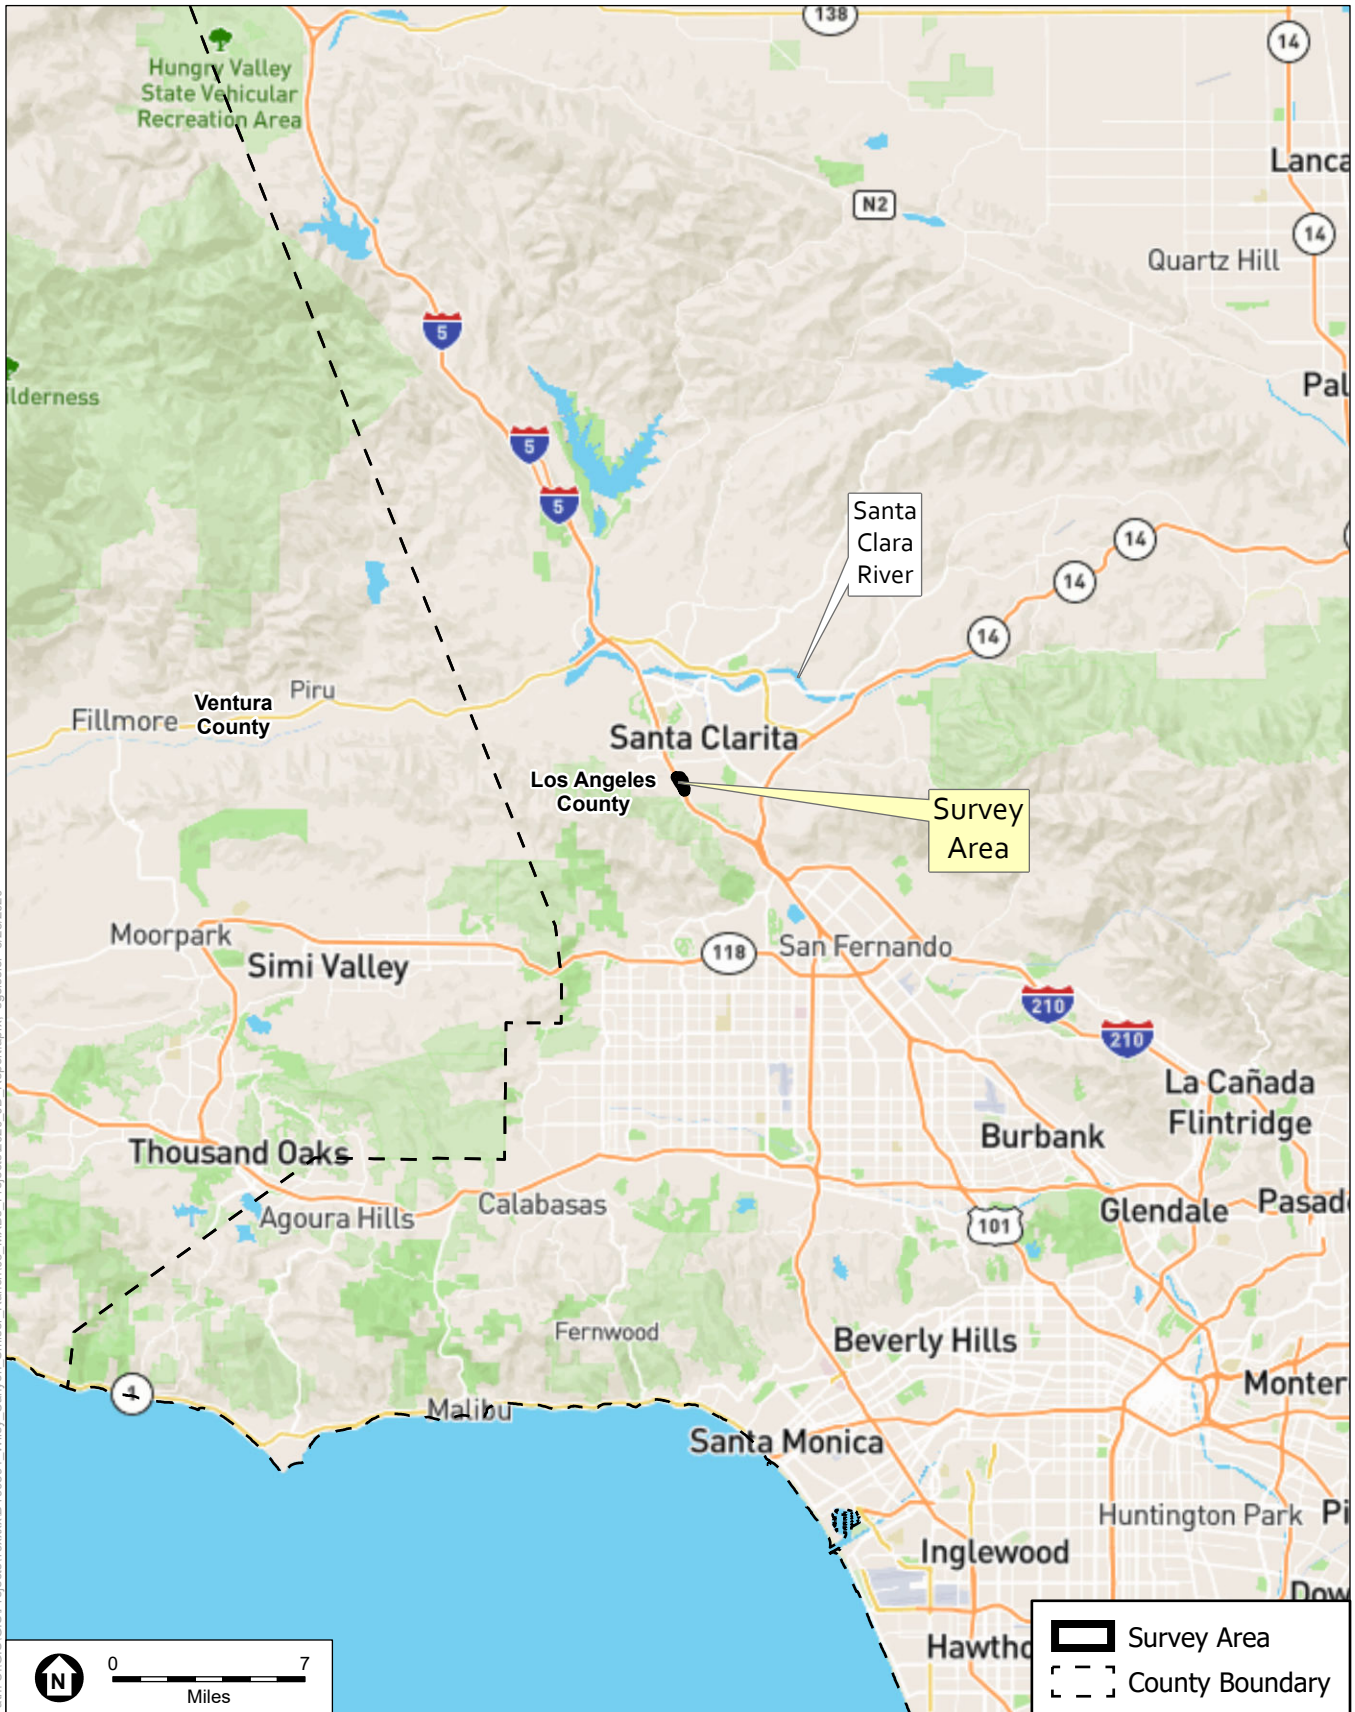 138
14
Hungry Valley
State Vehicular
Recreation Area
Lanca
N2
14
Quartz Hill
5
Pal
ilderness
5
5
Santa
Clara
River
14
14
14
Piru
Ventura
County
Fillmore
Santa Clarita
Los Angeles
County
Survey
Area
Moorpark
Simi Valley
118
San Fernando
210
210
La Cañada
Flintridge
Burbank
Thousand Oaks
Calabasas
Agoura Hills
Glendale
Pasad
101
Fernwood
Beverly Hills
1
Malibu
Monter
Santa Monica
Huntington Park
Pi
Inglewood
Dow
Hawtho
N
0
7
Miles
Survey Area
County Boundary